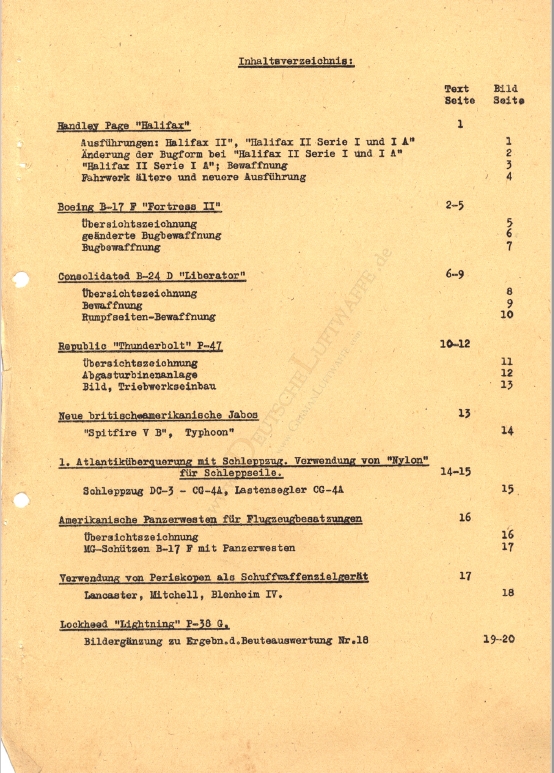 Inhaltsverzeichnis:
Text Bild
Seite Seite
Handley Page "Halifax" 1
Ausführungen: Halifax II", "Halifax II Serie I und I A" 1
Änderung der Bugform bei "Halifax II Serie I und I A" 2
"Halifax II Serie I A"; Bewaffnung 3
Fahrwerk ältere und neuere Ausführung 4
Boeing B-17 F "Fortress II" 2-5
Übersichtszeichnung 5
geänderte Bugbewaffnung 6
Bugbewaffnung 7
Consolidated B-24 D "Liberator" 6-9
Übersichtszeichnung 8
Bewaffnung 9
Rumpfseiten-Bewaffnung 10
Republic "Thunderbolt" P-47 10-12
Übersichtszeichnung 11
Abgasturbinenanlage 12
Bild, Triebwerkseinbau 13
Neue britischeamerikanische Jabos 13
"Spitfire V B", Typhoon" 14
1. Atlantiküberquerung mit Schleppzug. Verwendung von "Nylon"
für Schleppseile. 14-15
Schleppzug DC-3 - CG-4A, Lastensegler CG-4A 15
Amerikanische Panzerwesten für Flugzeugbesatzungen 16
Übersichtszeichnung 16
MG-Schützen B-17 F mit Panzerwesten 17
Verwendung von Periskopen als Schuffwaffenzielgerät 17
Lancaster, Mitchell, Blenheim IV. 18
Lockheed "Lightning" P-38 G.
Bildergänzung zu Ergebn.d.Beuteauswertung Nr.18 19-20